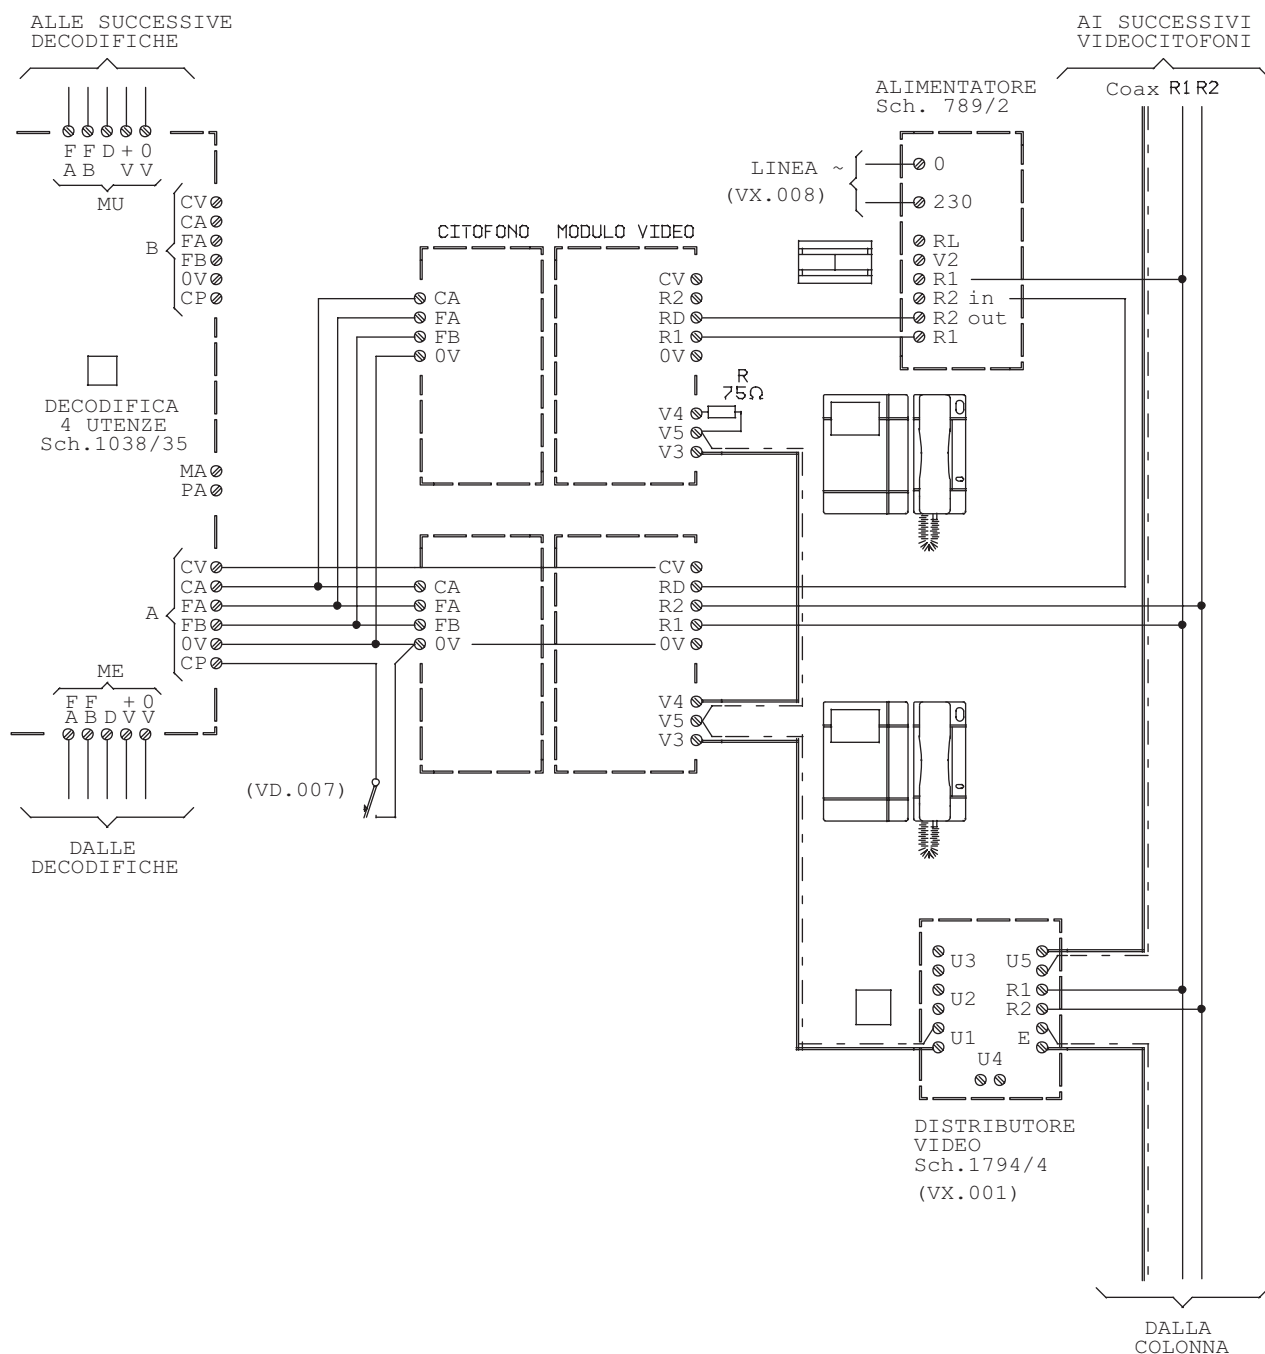 ALLE SUCCESSIVE
DECODIFICHE
AI SUCCESSIVI
VIDEOCITOFONI
Coax R1 R2
ALIMENTATORE
Sch. 789/2
F F D + 0
A B V V
MU
LINEA ~
(VX.008)
0
230
RL
V2
R1
R2 in
R2 out
R1
B
CV
CA
FA
FB
0V
CP
CITOFONO
MODULO VIDEO
CA
FA
FB
0V
CV
R2
RD
R1
0V
R
75Ω
V4
V5
V3
DECODIFICA
4 UTENZE
Sch.1038/35
MA
PA
A
CV
CA
FA
FB
0V
CP
CA
FA
FB
0V
CV
RD
R2
R1
0V
V4
V5
V3
ME
F F + 0
A B D V V
(VD.007)
DALLE
DECODIFICHE
U3
U2
U1
U4
U5
R1
R2
E
DISTRIBUTORE
VIDEO
Sch.1794/4
(VX.001)
DALLA
COLONNA